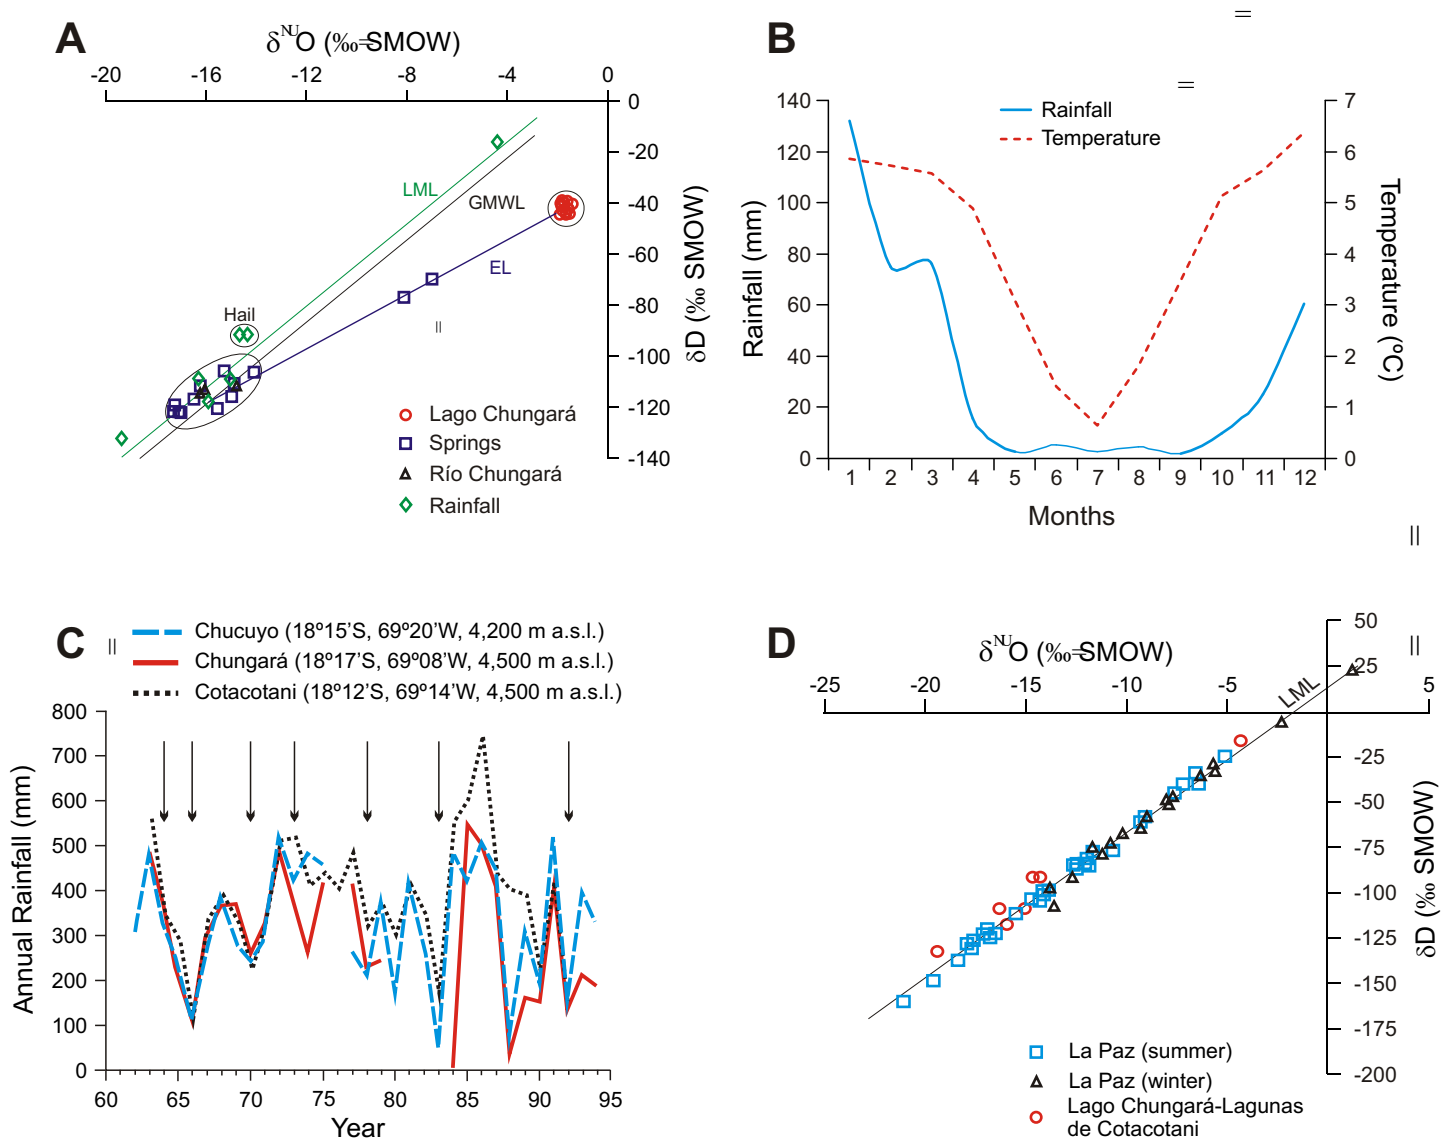 A
δᴺᴶO (‰=SMOW)
-20 -16 -12 -8 -4 0
0
-20
-40
-60
-80
-100
-120
-140
δD (‰ SMOW)
LML
GMWL
EL
Hail
Lago Chungará
Springs
Río Chungará
Rainfall
B
=
=
Rainfall
Temperature
140
120
100
80
60
40
20
0
Rainfall (mm)
7
6
5
4
3
2
1
0
Temperature (ºC)
1 2 3 4 5 6 7 8 9 10 11 12
Months
=
=
C
=
Chucuyo (18º15'S, 69º20'W, 4,200 m a.s.l.)
Chungará (18º17'S, 69º08'W, 4,500 m a.s.l.)
Cotacotani (18º12'S, 69º14'W, 4,500 m a.s.l.)
800
700
600
500
400
300
200
100
0
Annual Rainfall (mm)
60 65 70 75 80 85 90 95
Year
D
=
δᴺᴶO (‰=SMOW)
-25 -20 -15 -10 -5 5
50
25
-25
-50
-75
-100
-125
-150
-175
-200
δD (‰ SMOW)
LML
La Paz (summer)
La Paz (winter)
Lago Chungará-Lagunas
de Cotacotani